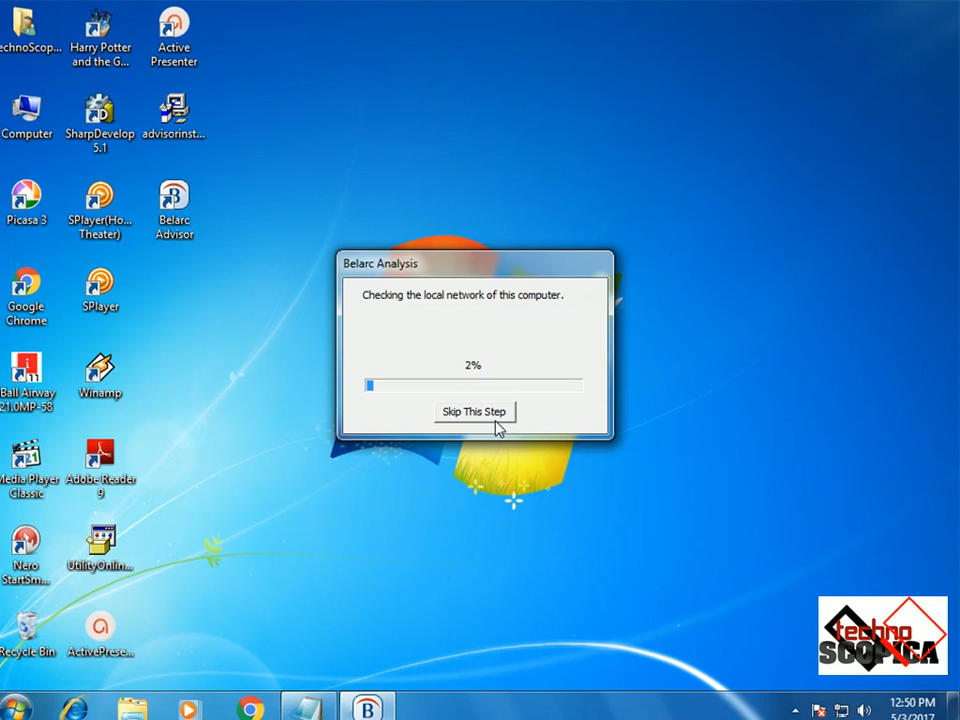 echnoScop...
Harry Potter
and the G...
Active
Presenter
Computer
SharpDevelop
5.1
advisorinst...
Picasa 3
SPlayer(Ho...
Theater)
Belarc
Advisor
Google
Chrome
SPlayer
Ball Airway
21.0MP-58
Winamp
Media Player
Classic
Adobe Reader
9
Nero
StartSm...
UtilityOnlin...
Recycle Bin
ActivePrese...
Belarc Analysis
Checking the local network of this computer.
2%
Skip This Step
techno
SCOPICA
12:50 PM
5/3/2017